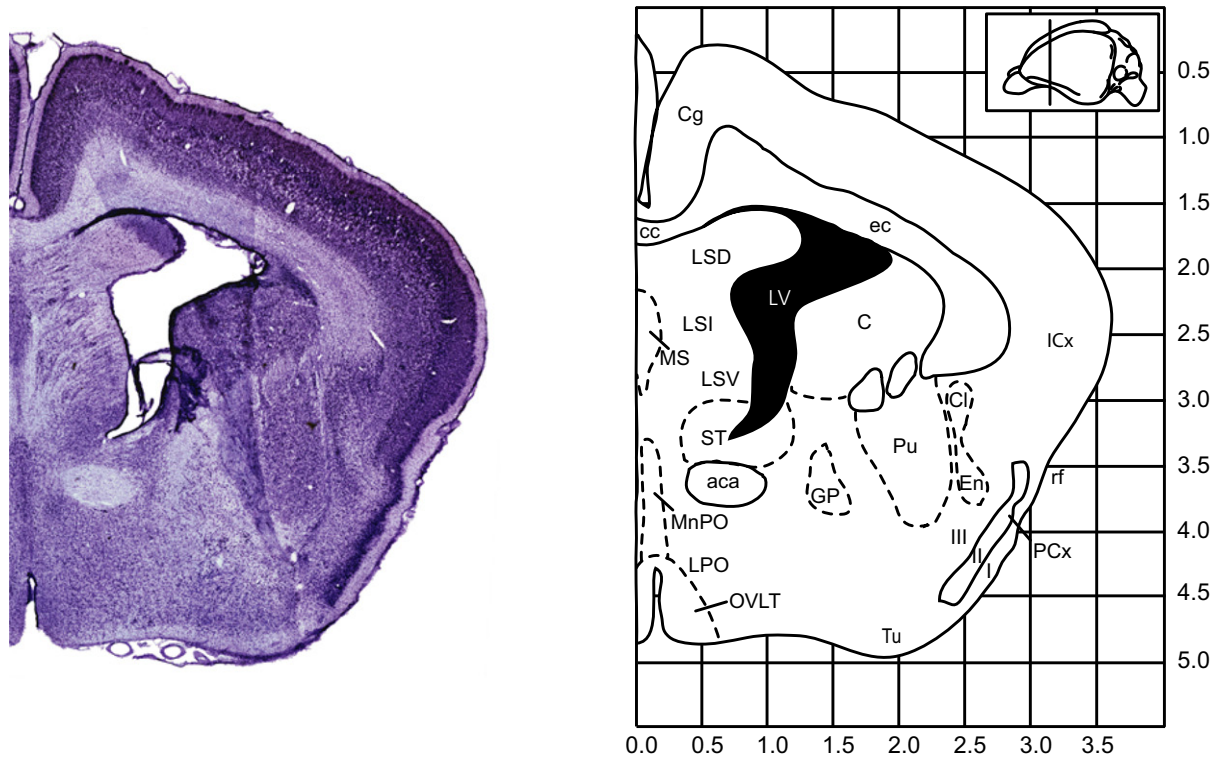 0.5
Cg
1.0
1.5
cc
ec
LSD
2.0
LV
LSI
C
2.5
ICx
MS
LSV
3.0
Cl
ST
Pu
3.5
aca
En
rf
GP
MnPO
4.0
III
PCx
II
LPO
I
4.5
OVLT
Tu
5.0
0.0 0.5 1.0 1.5 2.0 2.5 3.0 3.5